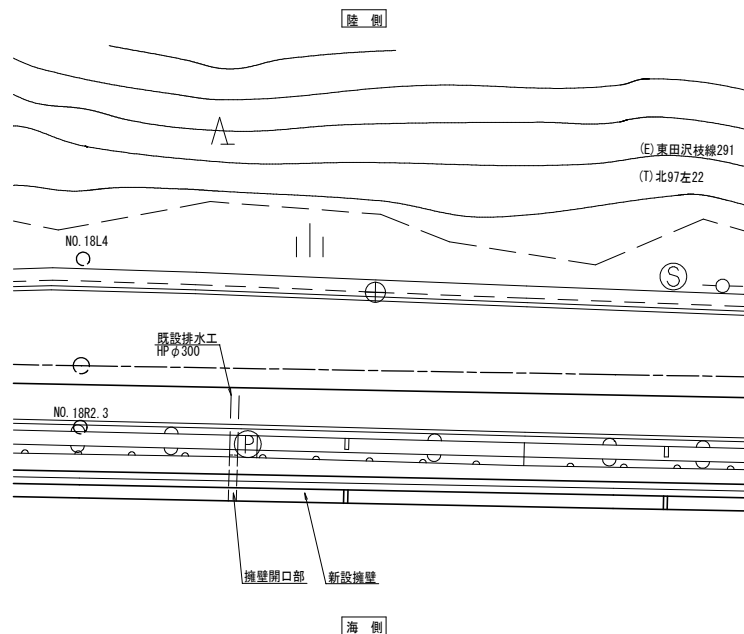 陸 側
(E)東田沢枝線291
(T)北97左22
NO. 18L4
S
既設排水工
HPφ300
NO. 18R2. 3
P
擁壁開口部
新設擁壁
海 側